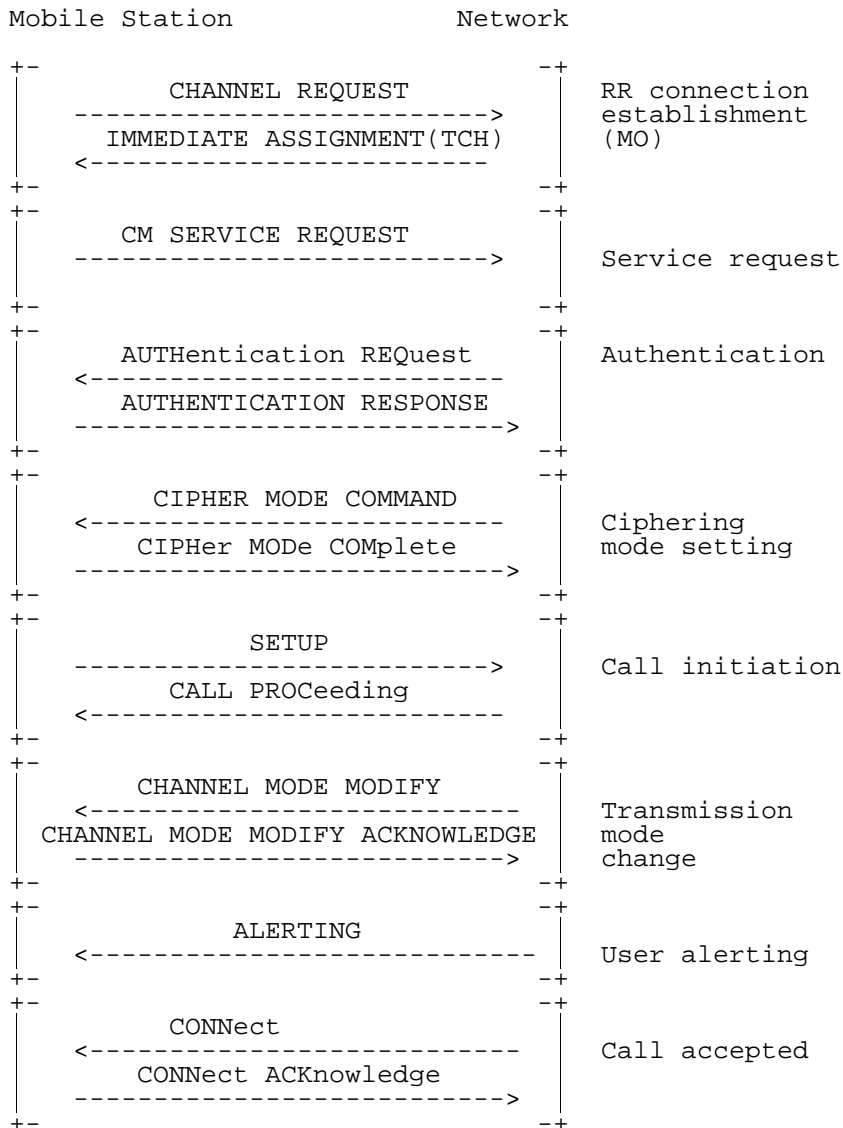 Mobile Station Network
+- -+
CHANNEL REQUEST RR connection
--------------------------> establishment
IMMEDIATE ASSIGNMENT(TCH) (MO)
<-------------------------
+- -+
+- -+
CM SERVICE REQUEST
--------------------------> Service request
+- -+
+- -+
AUTHentication REQuest Authentication
<--------------------------
AUTHENTICATION RESPONSE
--------------------------->
+- -+
+- -+
CIPHER MODE COMMAND
<-------------------------- Ciphering
CIPHer MODe COMplete mode setting
--------------------------->
+- -+
+- -+
SETUP
--------------------------> Call initiation
CALL PROCeeding
<--------------------------
+- -+
+- -+
CHANNEL MODE MODIFY
<--------------------------- Transmission
CHANNEL MODE MODIFY ACKNOWLEDGE mode
---------------------------> change
+- -+
+- -+
ALERTING
<---------------------------- User alerting
+- -+
+- -+
CONNect
<--------------------------- Call accepted
CONNect ACKnowledge
--------------------------->
+- -+